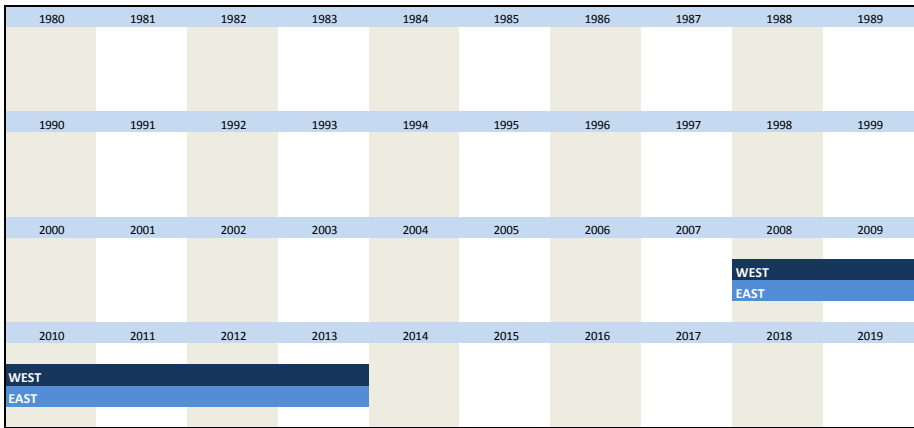 1980 1981 1982 1983 1984 1985 1986 1987 1988 1989
1990 1991 1992 1993 1994 1995 1996 1997 1998 1999
2000 2001 2002 2003 2004 2005 2006 2007 2008 2009
WEST
EAST
2010 2011 2012 2013 2014 2015 2016 2017 2018 2019
WEST
EAST